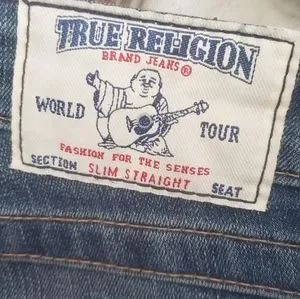 TRUE RELIGION
BRAND JEANS®
WORLD TOUR
FASHION FOR THE SENSES
SECTION SLIM STRAIGHT SEAT